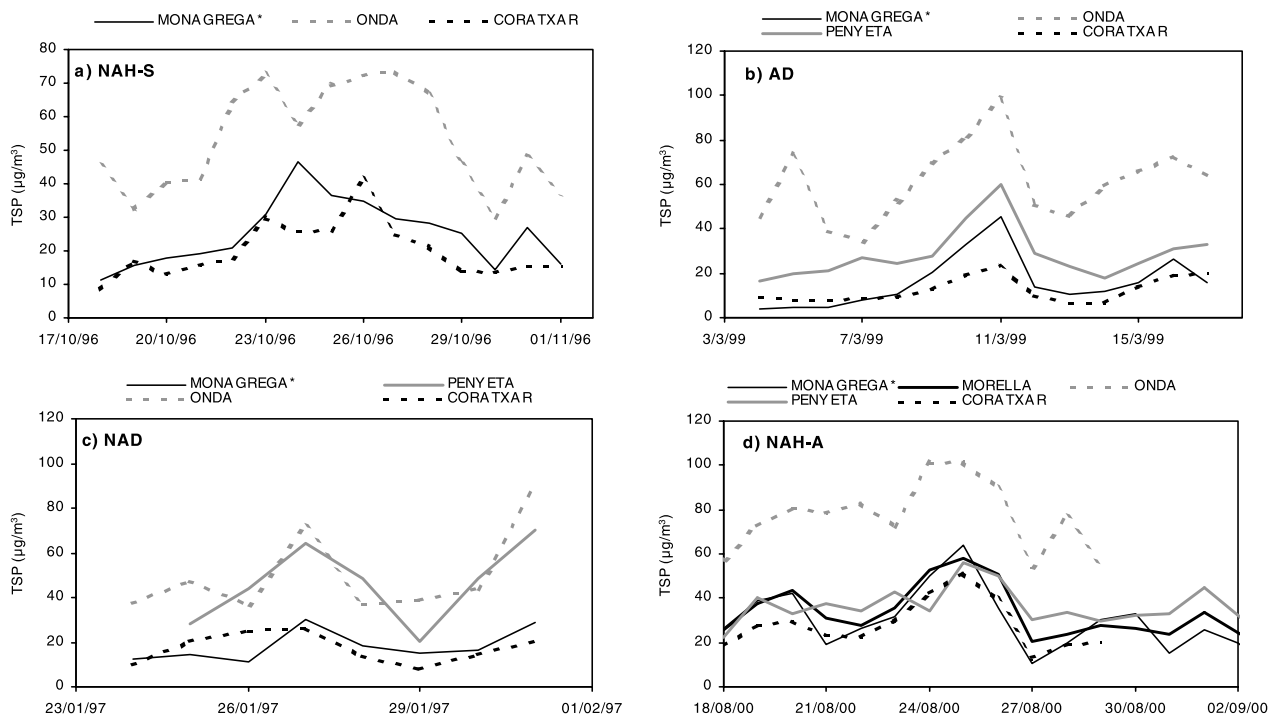 MONAGREGA* ONDA CORATXAR
80
70
60
50
40
30
20
10
0
TSP (µg/m³)
a) NAH-S
17/10/96 20/10/96 23/10/96 26/10/96 29/10/96 01/11/96
MONAGREGA* ONDA
PENYETA CORATXAR
120
100
80
60
40
20
0
TSP (µg/m³)
b) AD
3/3/99 7/3/99 11/3/99 15/3/99
MONAGREGA* PENYETA
ONDA CORATXAR
120
100
80
60
40
20
0
TSP (µg/m³)
c) NAD
23/01/97 26/01/97 29/01/97 01/02/97
MONAGREGA* MORELLA ONDA
PENYETA CORATXAR
120
100
80
60
40
20
0
TSP (µg/m³)
d) NAH-A
18/08/00 21/08/00 24/08/00 27/08/00 30/08/00 02/09/00